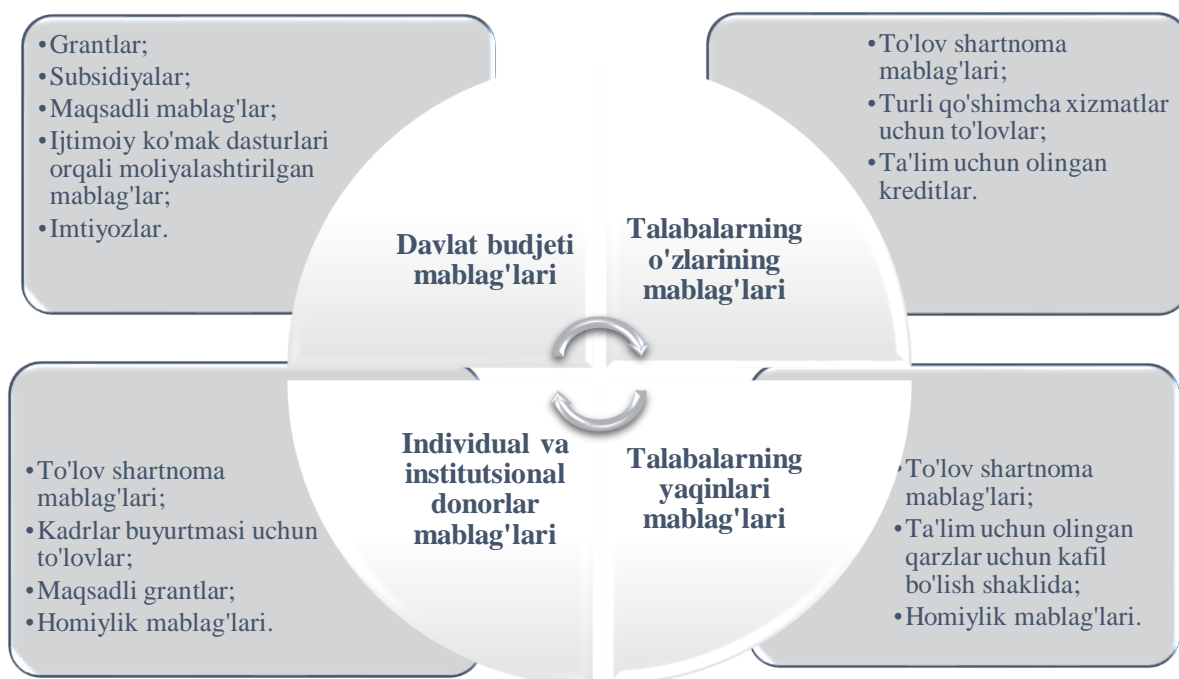 •Grantlar;
•Subsidiyalar;
•Maqsadli mablag'lar;
•Ijtimoiy ko'mak dasturlari
orqali moliyalashtirilgan
mablag'lar;
•Imtiyozlar.
Davlat budjeti
mablag'lari
•To'lov shartnoma
mablag'lari;
•Turli qo'shimcha xizmatlar
uchun to'lovlar;
•Ta'lim uchun olingan
kreditlar.
Talabalarning
o'zlarining
mablag'lari
•To'lov shartnoma
mablag'lari;
•Kadrlar buyurtmasi uchun
to'lovlar;
•Maqsadli grantlar;
•Homiylik mablag'lari.
Individual va
institutsional
donorlar
mablag'lari
Talabalarning
yaqinlari
mablag'lari
•To'lov shartnoma
mablag'lari;
•Ta'lim uchun olingan
qarzlar uchun kafil
bo'lish shaklida;
•Homiylik mablag'lari.